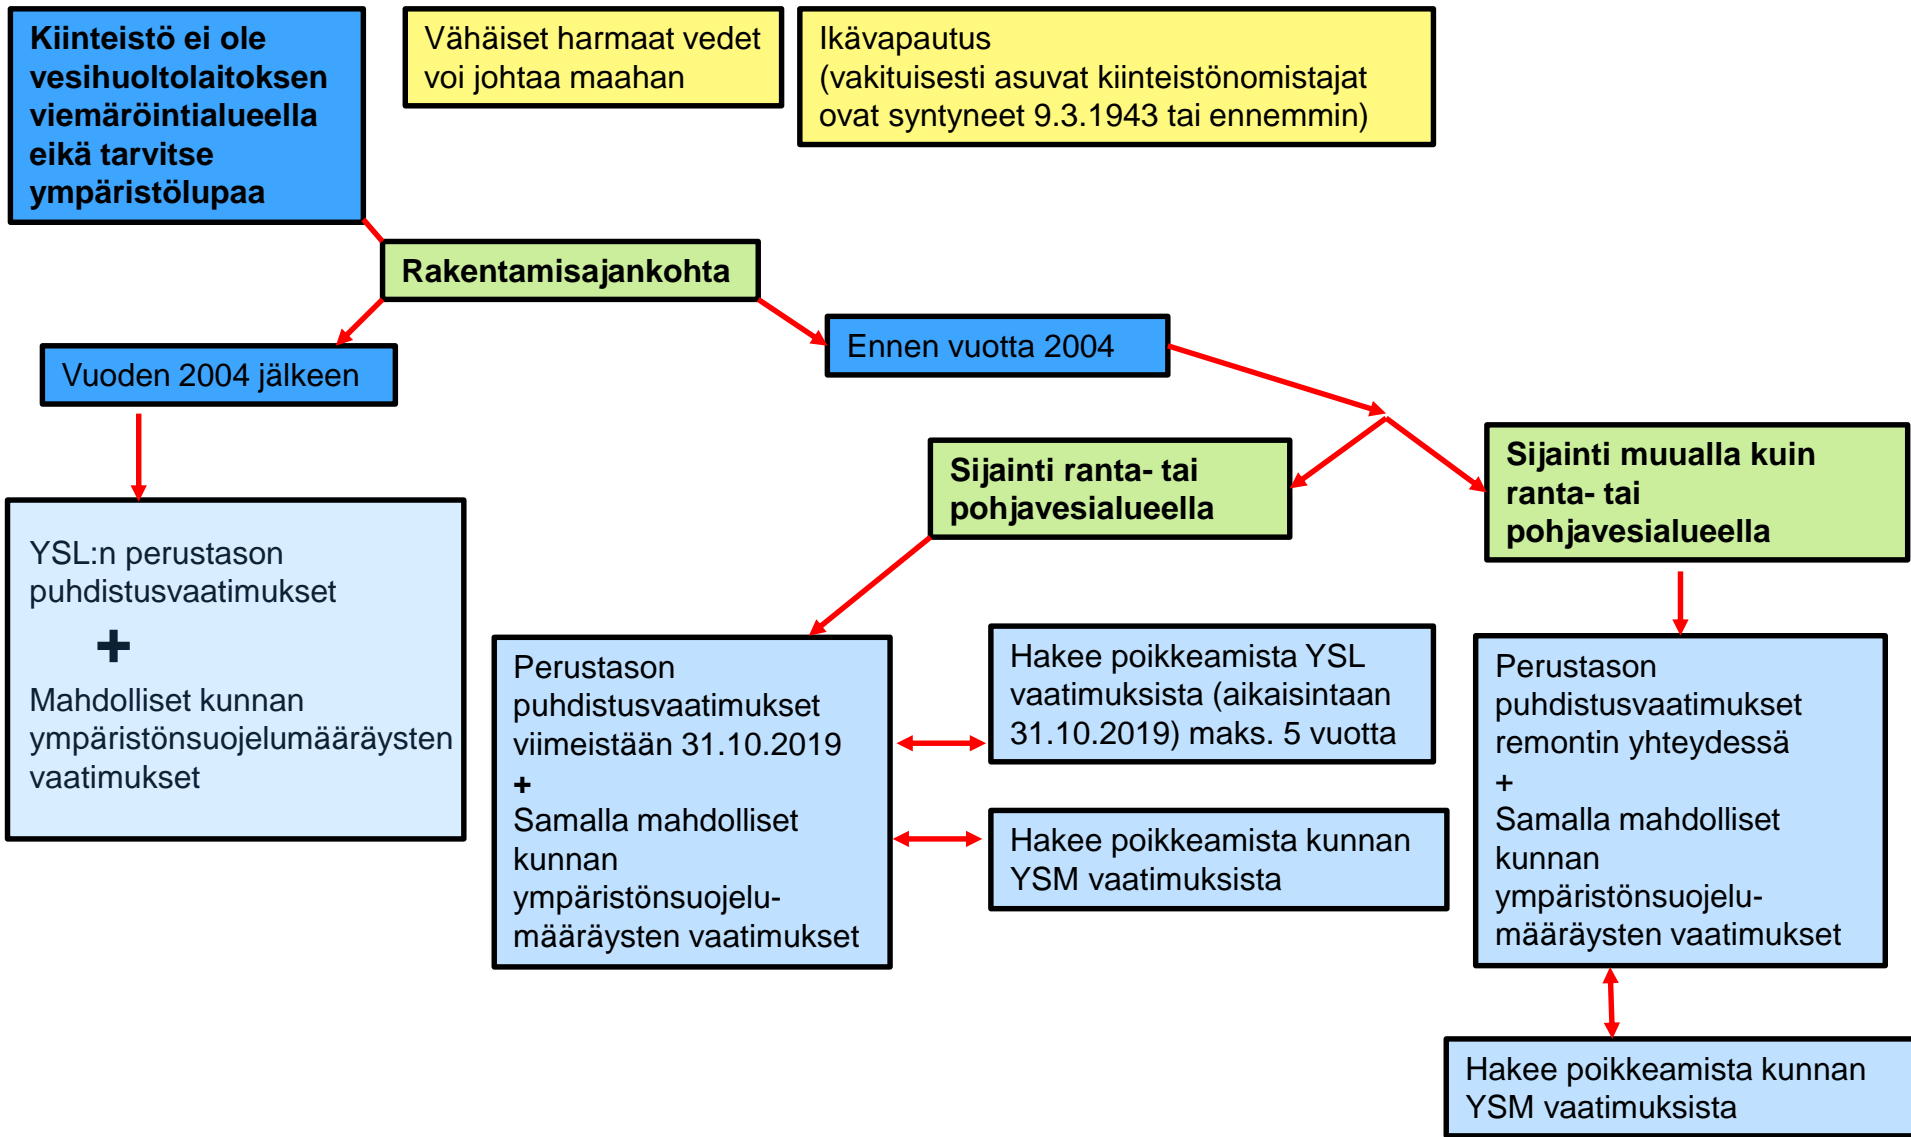 Kiinteistö ei ole
vesihuoltolaitoksen
viemäröintialueella
eikä tarvitse
ympäristölupaa
Vähäiset harmaat vedet
voi johtaa maahan
Ikävapautus
(vakituisesti asuvat kiinteistönomistajat
ovat syntyneet 9.3.1943 tai ennemmin)
Rakentamisajankohta
Vuoden 2004 jälkeen
Ennen vuotta 2004
YSL:n perustason
puhdistusvaatimukset
+
Mahdolliset kunnan
ympäristönsuojelumääräysten
vaatimukset
Sijainti ranta- tai
pohjavesialueella
Sijainti muualla kuin
ranta- tai
pohjavesialueella
Perustason
puhdistusvaatimukset
viimeistään 31.10.2019
+
Samalla mahdolliset
kunnan
ympäristönsuojelu-
määräysten vaatimukset
Hakee poikkeamista YSL
vaatimuksista (aikaisintaan
31.10.2019) maks. 5 vuotta
Hakee poikkeamista kunnan
YSM vaatimuksista
Perustason
puhdistusvaatimukset
remontin yhteydessä
+
Samalla mahdolliset
kunnan
ympäristönsuojelu-
määräysten vaatimukset
Hakee poikkeamista kunnan
YSM vaatimuksista